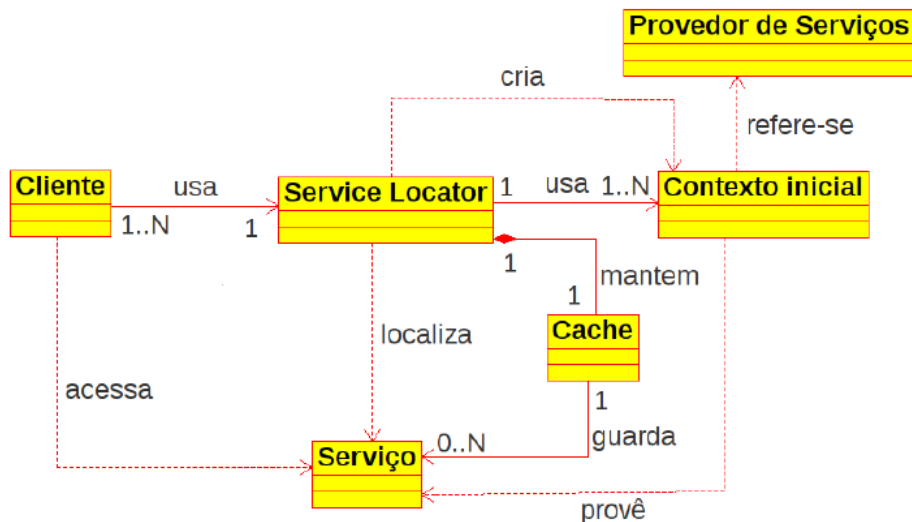 Provedor de Serviços
cria
refere-se
Cliente
usa
Service Locator
1
usa
1..N
Contexto inicial
1..N
1
1
mantem
1
localiza
Cache
acessa
1
0..N
guarda
Serviço
provê